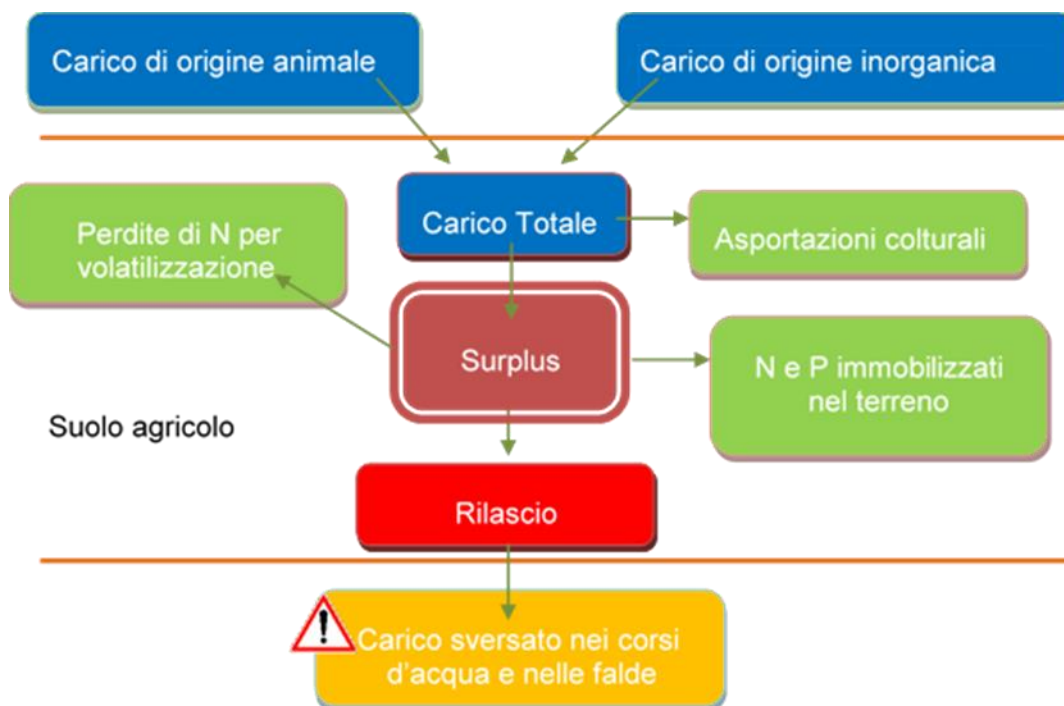 Carico di origine animale
Carico di origine inorganica
Carico Totale
Asportazioni colturali
Perdite di N per
volatilizzazione
Surplus
N e P immobilizzati
nel terreno
Suolo agricolo
Rilascio
!
Carico sversato nei corsi
d'acqua e nelle falde